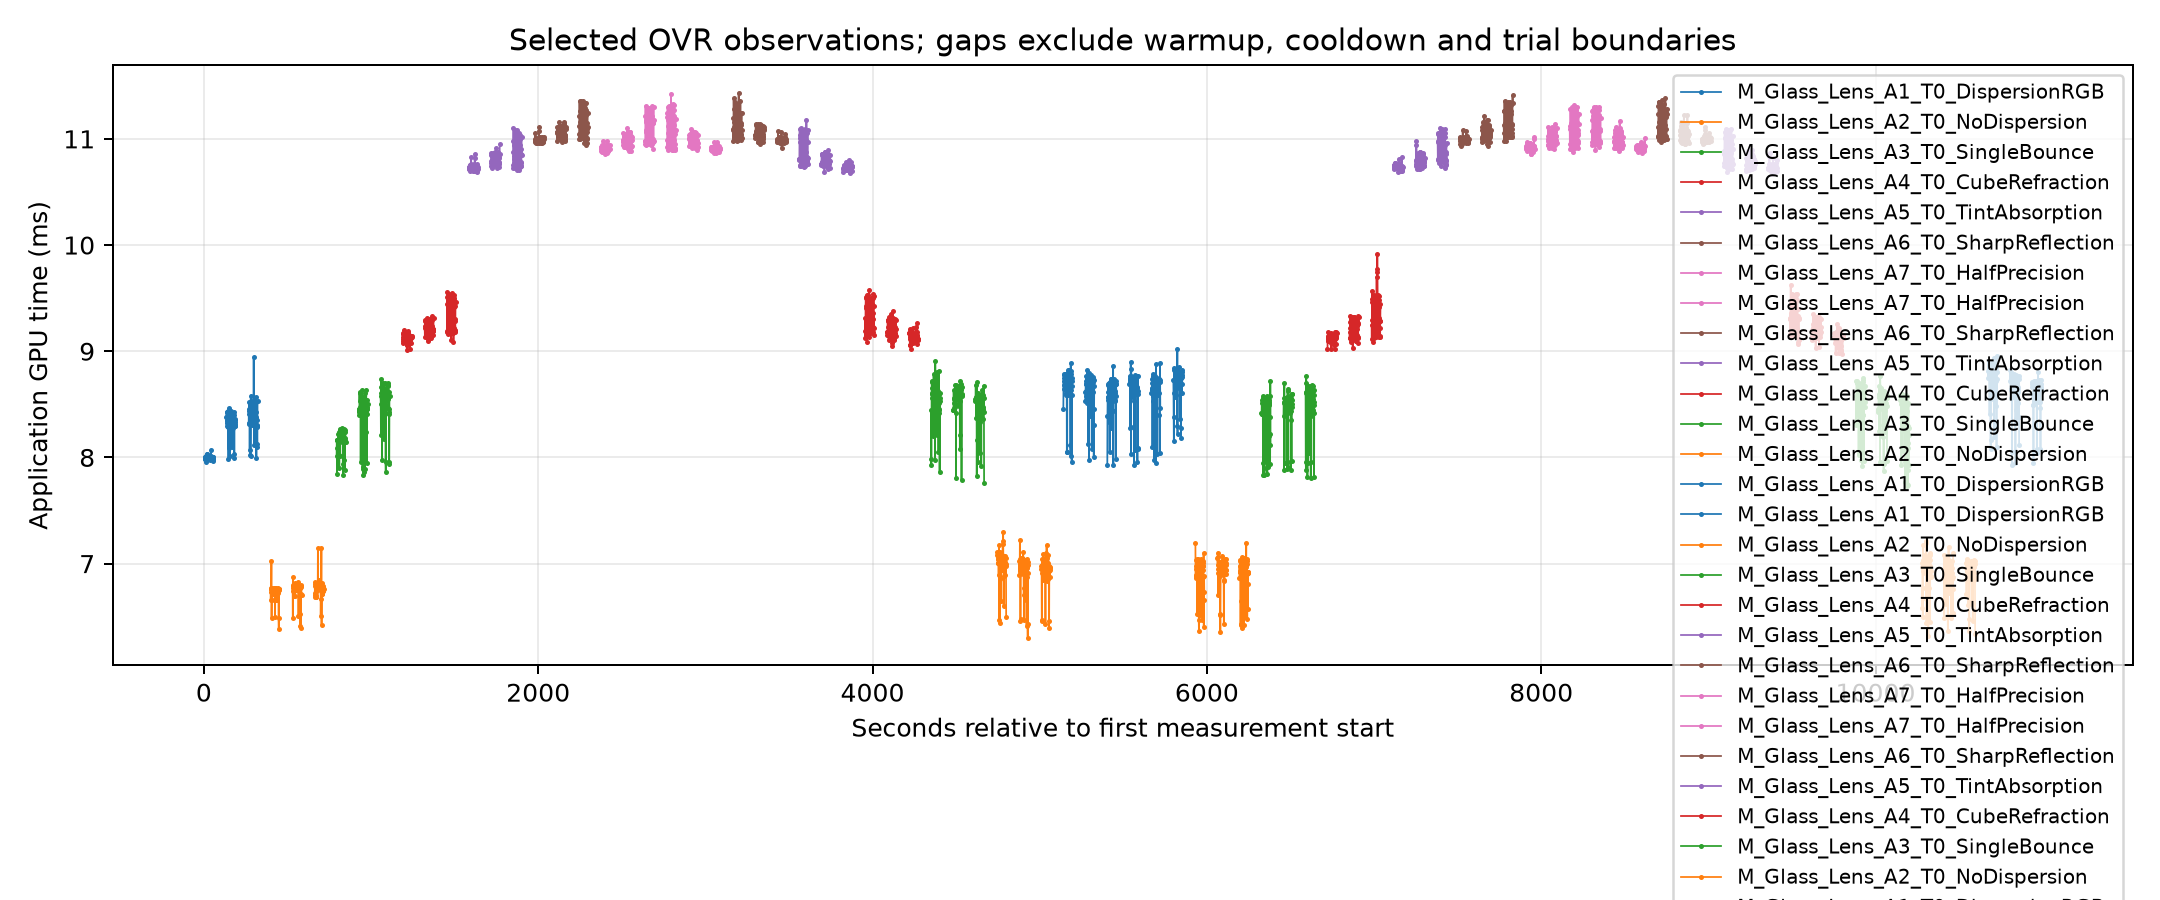 Selected OVR observations; gaps exclude warmup, cooldown and trial boundaries
Application GPU time (ms)
11
10
9
8
7
0
2000
4000
6000
8000
10000
Seconds relative to first measurement start
M_Glass_Lens_A1_T0_DispersionRGB
M_Glass_Lens_A2_T0_NoDispersion
M_Glass_Lens_A3_T0_SingleBounce
M_Glass_Lens_A4_T0_CubeRefraction
M_Glass_Lens_A5_T0_TintAbsorption
M_Glass_Lens_A6_T0_SharpReflection
M_Glass_Lens_A7_T0_HalfPrecision
M_Glass_Lens_A7_T0_HalfPrecision
M_Glass_Lens_A6_T0_SharpReflection
M_Glass_Lens_A5_T0_TintAbsorption
M_Glass_Lens_A4_T0_CubeRefraction
M_Glass_Lens_A3_T0_SingleBounce
M_Glass_Lens_A2_T0_NoDispersion
M_Glass_Lens_A1_T0_DispersionRGB
M_Glass_Lens_A1_T0_DispersionRGB
M_Glass_Lens_A2_T0_NoDispersion
M_Glass_Lens_A3_T0_SingleBounce
M_Glass_Lens_A4_T0_CubeRefraction
M_Glass_Lens_A5_T0_TintAbsorption
M_Glass_Lens_A6_T0_SharpReflection
M_Glass_Lens_A7_T0_HalfPrecision
M_Glass_Lens_A7_T0_HalfPrecision
M_Glass_Lens_A6_T0_SharpReflection
M_Glass_Lens_A5_T0_TintAbsorption
M_Glass_Lens_A4_T0_CubeRefraction
M_Glass_Lens_A3_T0_SingleBounce
M_Glass_Lens_A2_T0_NoDispersion